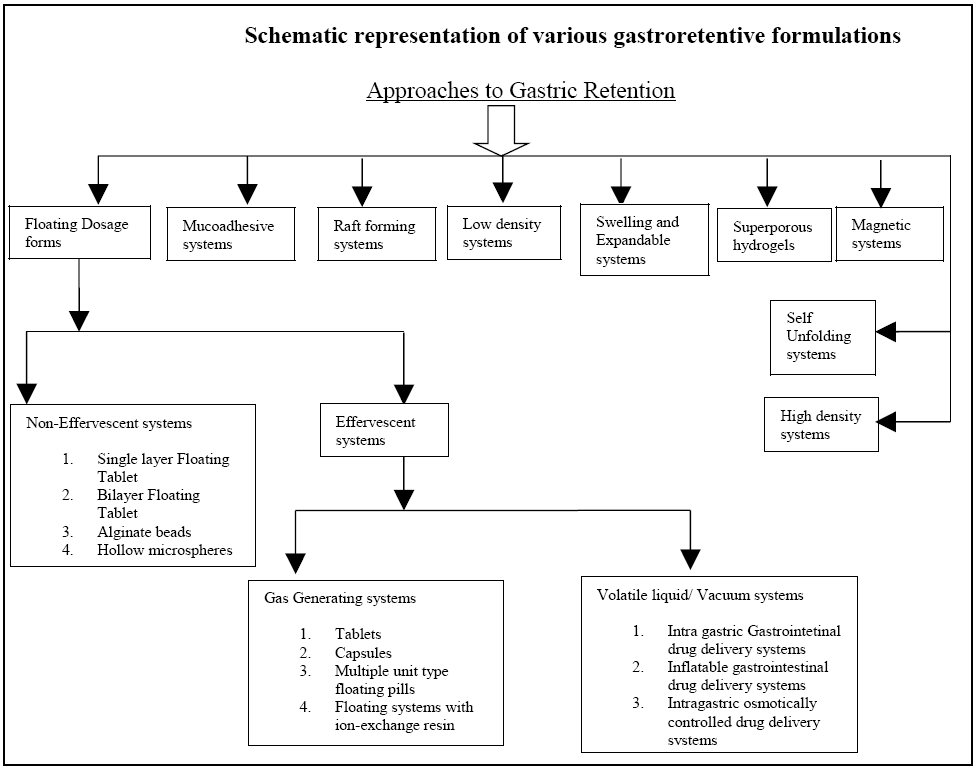 Schematic representation of various gastroretentive formulations
Approaches to Gastric Retention
Floating Dosage
forms
Mucoadhesive
systems
Raft forming
systems
Low density
systems
Swelling and
Expandable
systems
Superporous
hydrogels
Magnetic
systems
Self
Unfolding
systems
High density
systems
Non-Effervescent systems
1. Single layer Floating
Tablet
2. Bilayer Floating
Tablet
3. Alginate beads
4. Hollow microspheres
Effervescent
systems
Gas Generating systems
1. Tablets
2. Capsules
3. Multiple unit type
floating pills
4. Floating systems with
ion-exchange resin
Volatile liquid/ Vacuum systems
1. Intra gastric Gastrointetinal
drug delivery systems
2. Inflatable gastrointestinal
drug delivery systems
3. Intragastric osmotically
controlled drug delivery
systems